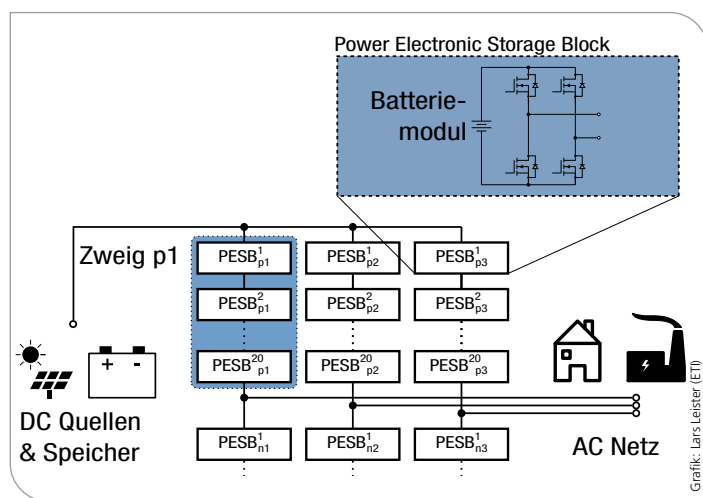 Power Electronic Storage Block
Batterie-
modul
Zweig p1
PESB¹p1 PESB¹p2 PESB¹p3
PESB²p1 PESB²p2 PESB²p3
PESB²⁰p1 PESB²⁰p2 PESB²⁰p3
+ -
DC Quellen
& Speicher
AC Netz
PESB¹n1 PESB¹n2 PESB¹n3
Grafik: Lars Leister (ETI)